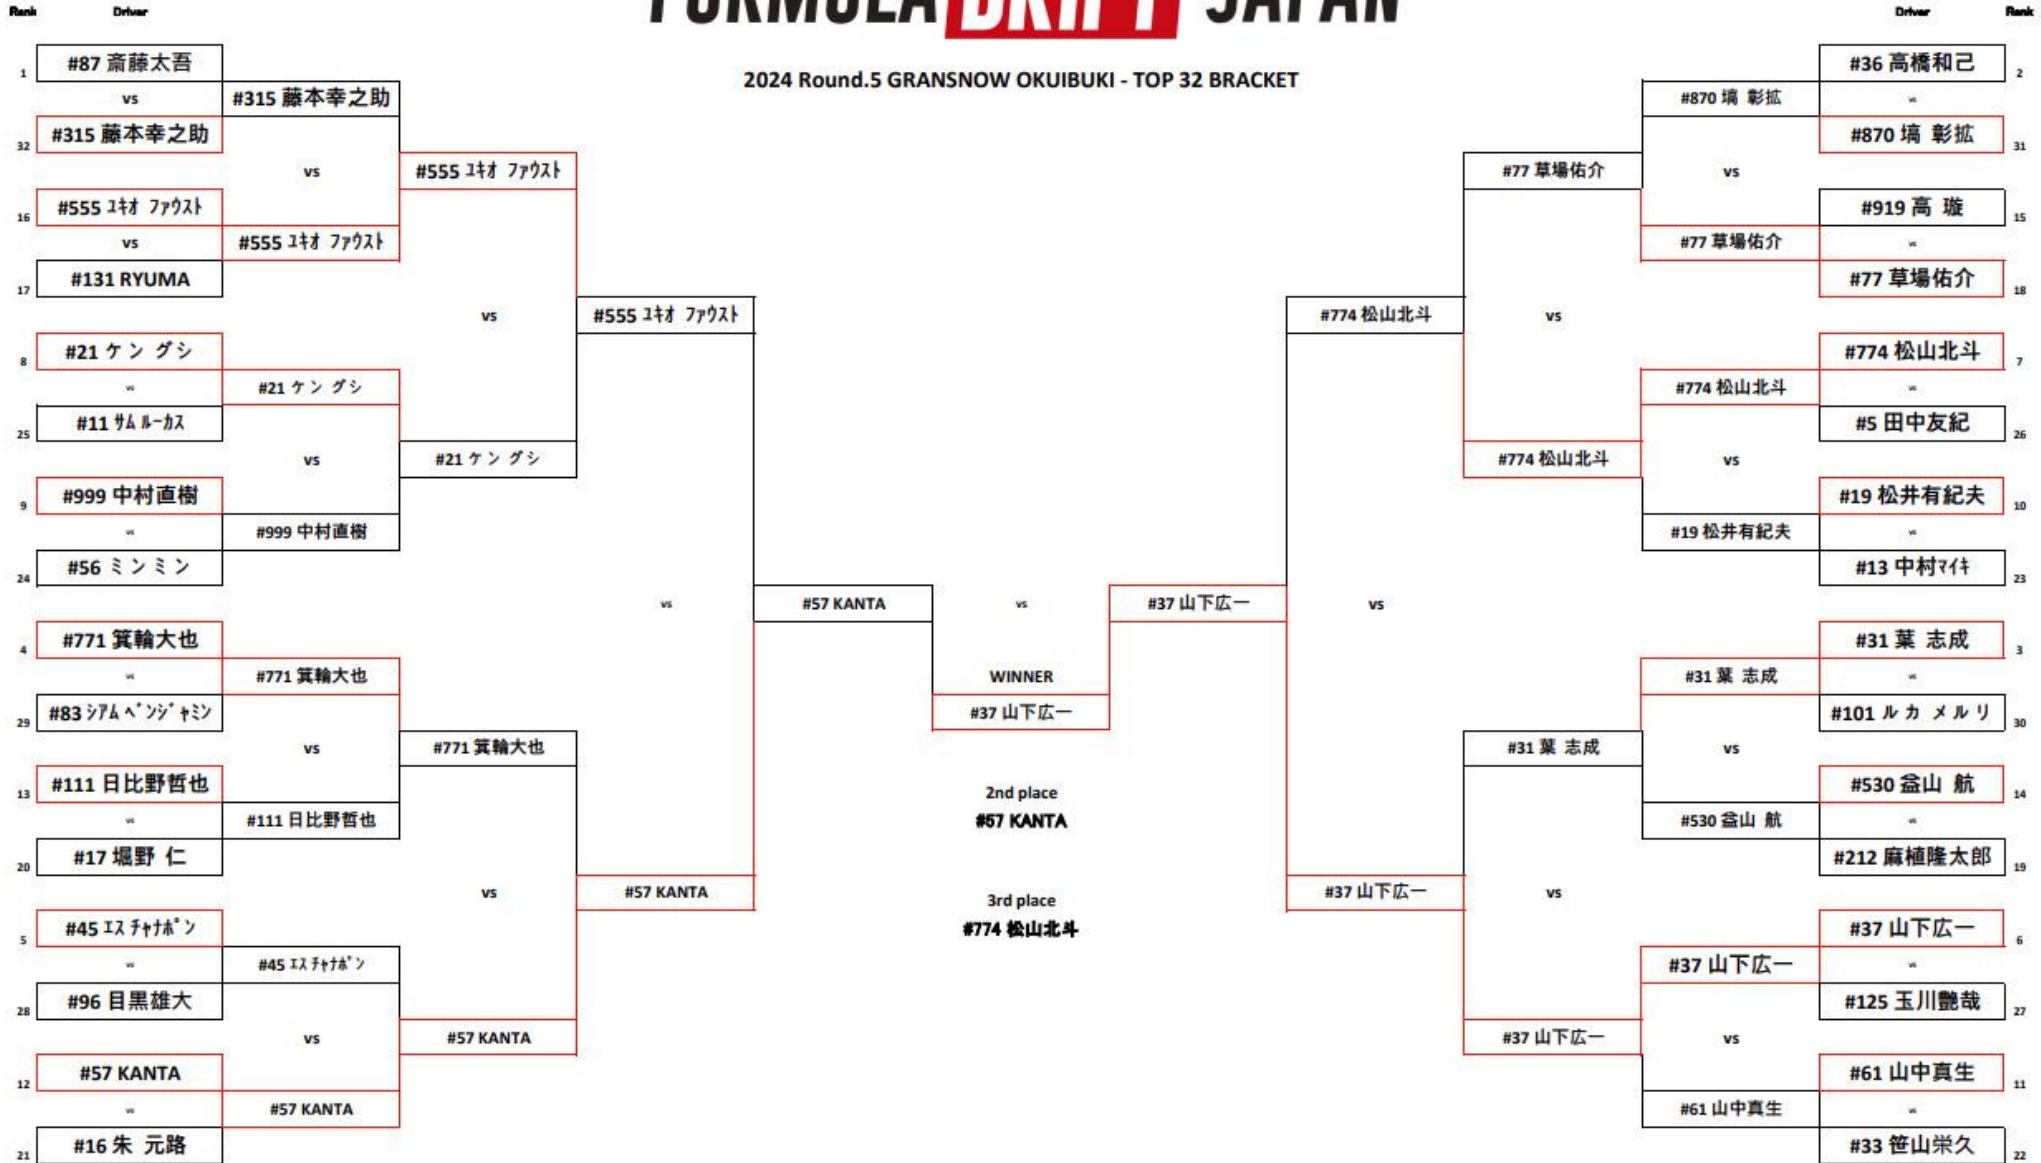 FORMULA DRIFT JAPAN
2024 Round.5 GRANSNOW OKUIBUKI - TOP 32 BRACKET
Rank Driver
1 #87 斎藤太吾
vs
32 #315 藤本幸之助
16 #555 ﾕｷｵ ﾌｧｳｽﾄ
vs
17 #131 RYUMA
8 #21 ケン グシ
vs
25 #11 ｻﾑ ﾙｰｶｽ
9 #999 中村直樹
vs
24 #56 ミンミン
4 #771 箕輪大也
vs
29 #83 ｼｱﾑ ﾍﾞﾝｼﾞｬﾐﾝ
13 #111 日比野哲也
vs
20 #17 堀野 仁
5 #45 ｴｽ ﾁｬﾅﾎﾟﾝ
vs
28 #96 目黒雄大
12 #57 KANTA
vs
21 #16 朱 元路
#315 藤本幸之助
vs
#555 ﾕｷｵ ﾌｧｳｽﾄ
#21 ケン グシ
vs
#999 中村直樹
#771 箕輪大也
vs
#111 日比野哲也
#45 ｴｽ ﾁｬﾅﾎﾟﾝ
vs
#57 KANTA
#555 ﾕｷｵ ﾌｧｳｽﾄ
vs
#21 ケン グシ
#771 箕輪大也
vs
#57 KANTA
#555 ﾕｷｵ ﾌｧｳｽﾄ
vs
#57 KANTA
#57 KANTA
vs
#37 山下広一
WINNER
#37 山下広一
2nd place
#57 KANTA
3rd place
#774 松山北斗
#774 松山北斗
vs
#37 山下広一
#77 草場佑介
vs
#774 松山北斗
#31 葉 志成
vs
#37 山下広一
#870 塙 彰拡
vs
#77 草場佑介
#774 松山北斗
vs
#19 松井有紀夫
#31 葉 志成
vs
#530 益山 航
#37 山下広一
vs
#61 山中真生
Driver Rank
#36 高橋和己 2
vs
#870 塙 彰拡 31
#919 高 璇 15
vs
#77 草場佑介 18
#774 松山北斗 7
vs
#5 田中友紀 26
#19 松井有紀夫 10
vs
#13 中村ﾏｲｷ 23
#31 葉 志成 3
vs
#101 ルカ メルリ 30
#530 益山 航 14
vs
#212 麻植隆太郎 19
#37 山下広一 6
vs
#125 玉川艶哉 27
#61 山中真生 11
vs
#33 笹山栄久 22